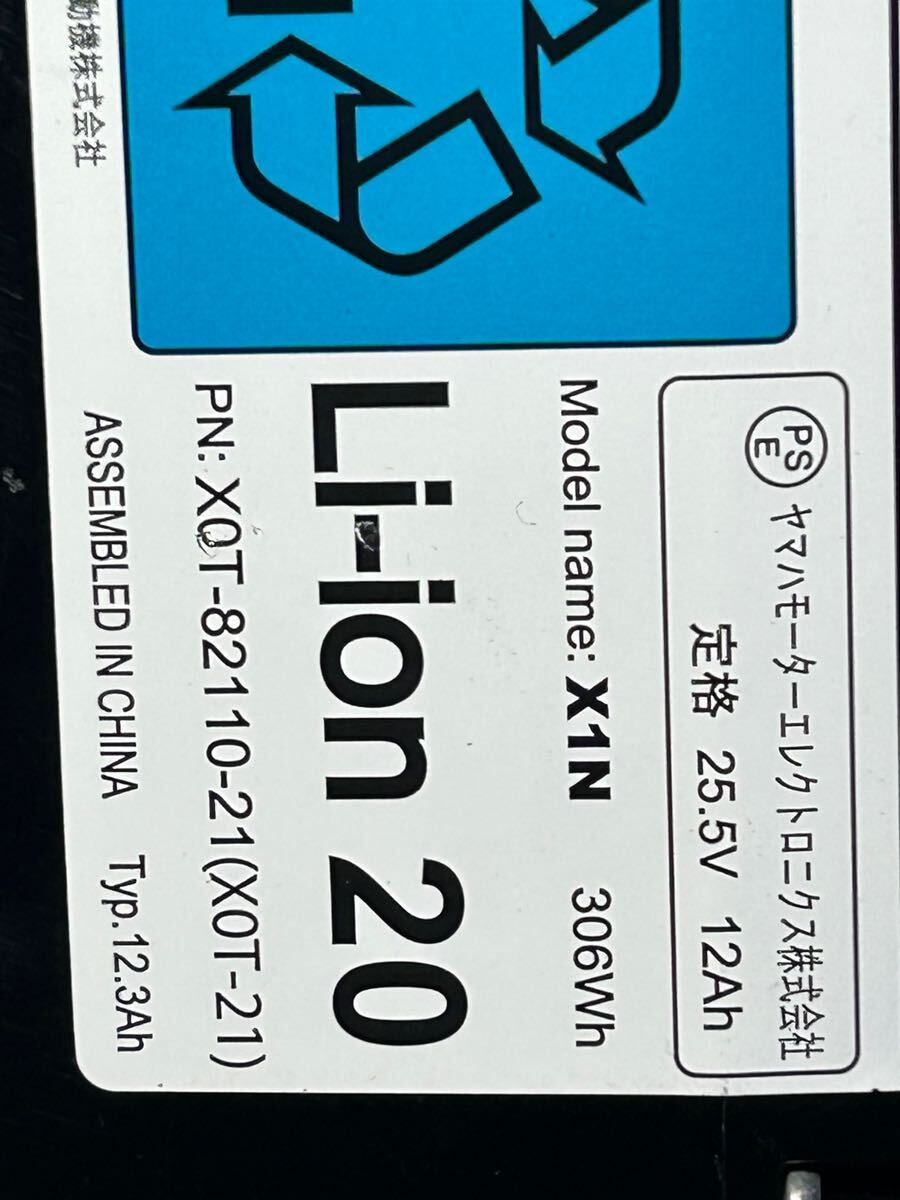 PS
E
ヤマハモーターエレクトロニクス株式会社
定格 25.5V 12Ah
Model name: X1N 306Wh
Li-ion 20
PN: X0T-82110-21(X0T-21)
ASSEMBLED IN CHINA Typ.12.3Ah
動機株式会社